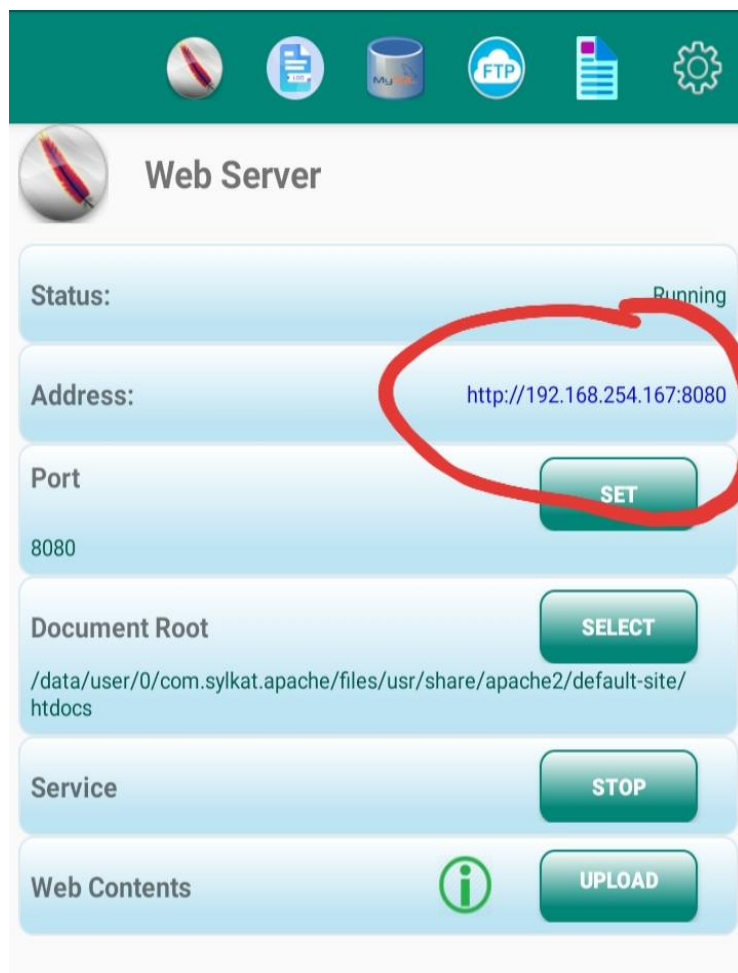 MySQL
FTP
Web Server
Status:
Running
Address:
http://192.168.254.167:8080
Port
SET
8080
Document Root
SELECT
/data/user/0/com.sylkat.apache/files/usr/share/apache2/default-site/
htdocs
Service
STOP
Web Contents
UPLOAD